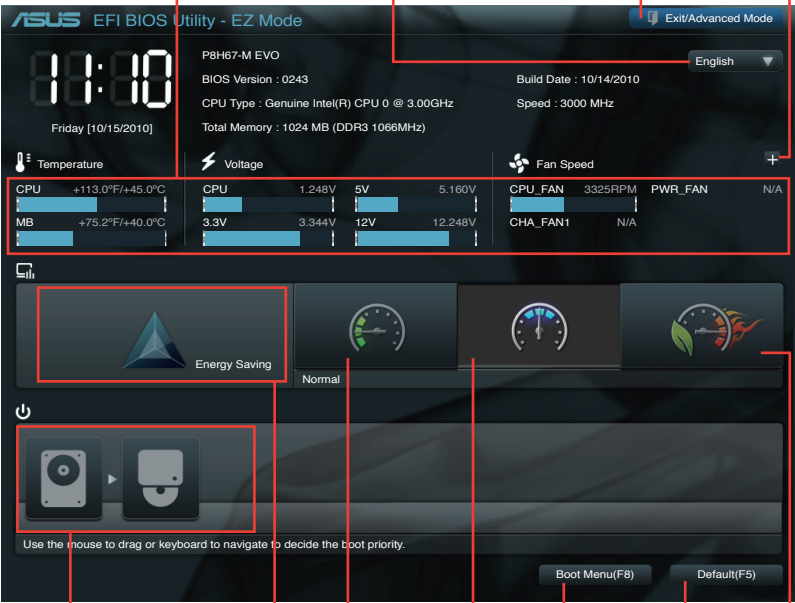 ASUS EFI BIOS Utility - EZ Mode
Exit/Advanced Mode
11:10
Friday [10/15/2010]
P8H67-M EVO
English
BIOS Version : 0243
Build Date : 10/14/2010
CPU Type : Genuine Intel(R) CPU 0 @ 3.00GHz
Speed : 3000 MHz
Total Memory : 1024 MB (DDR3 1066MHz)
Temperature
Voltage
Fan Speed
CPU +113.0ºF/+45.0ºC
CPU 1.248V
5V 5.160V
CPU_FAN 3325RPM
PWR_FAN N/A
MB +75.2ºF/+40.0ºC
3.3V 3.344V
12V 12.248V
CHA_FAN1 N/A
Energy Saving
Normal
Use the mouse to drag or keyboard to navigate to decide the boot priority.
Boot Menu(F8)
Default(F5)